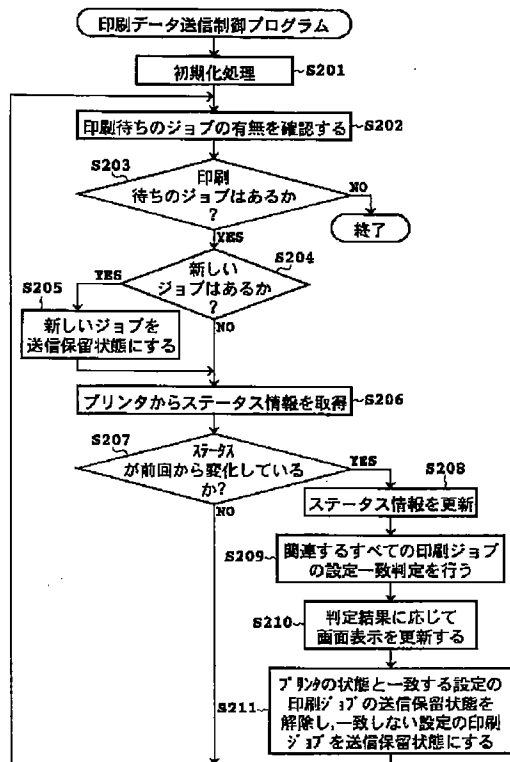 印刷データ送信制御プログラム
初期化処理
S201
印刷待ちのジョブの有無を確認する
S202
S203
印刷
待ちのジョブはあるか
?
NO
終了
YES
S204
新しい
ジョブはあるか
?
YES
NO
S205
新しいジョブを
送信保留状態にする
プリンタからステータス情報を取得
S206
S207
ステータス
が前回から変化している
か?
YES
NO
S208
ステータス情報を更新
S209
関連するすべての印刷ジョブ
の設定一致判定を行う
S210
判定結果に応じて
画面表示を更新する
S211
プリンタの状態と一致する設定の
印刷ジョブの送信保留状態を
解除し,一致しない設定の印刷
ジョブを送信保留状態にする